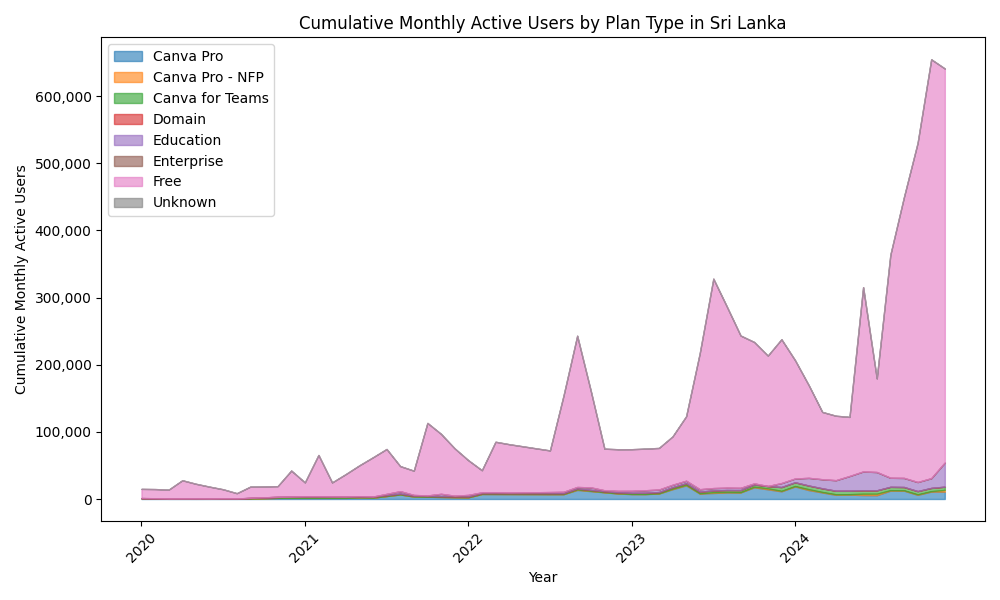 Cumulative Monthly Active Users by Plan Type in Sri Lanka
Canva Pro
Canva Pro - NFP
Canva for Teams
Domain
Education
Enterprise
Free
Unknown
Cumulative Monthly Active Users
600,000
500,000
400,000
300,000
200,000
100,000
0
2020
2021
2022
2023
2024
Year